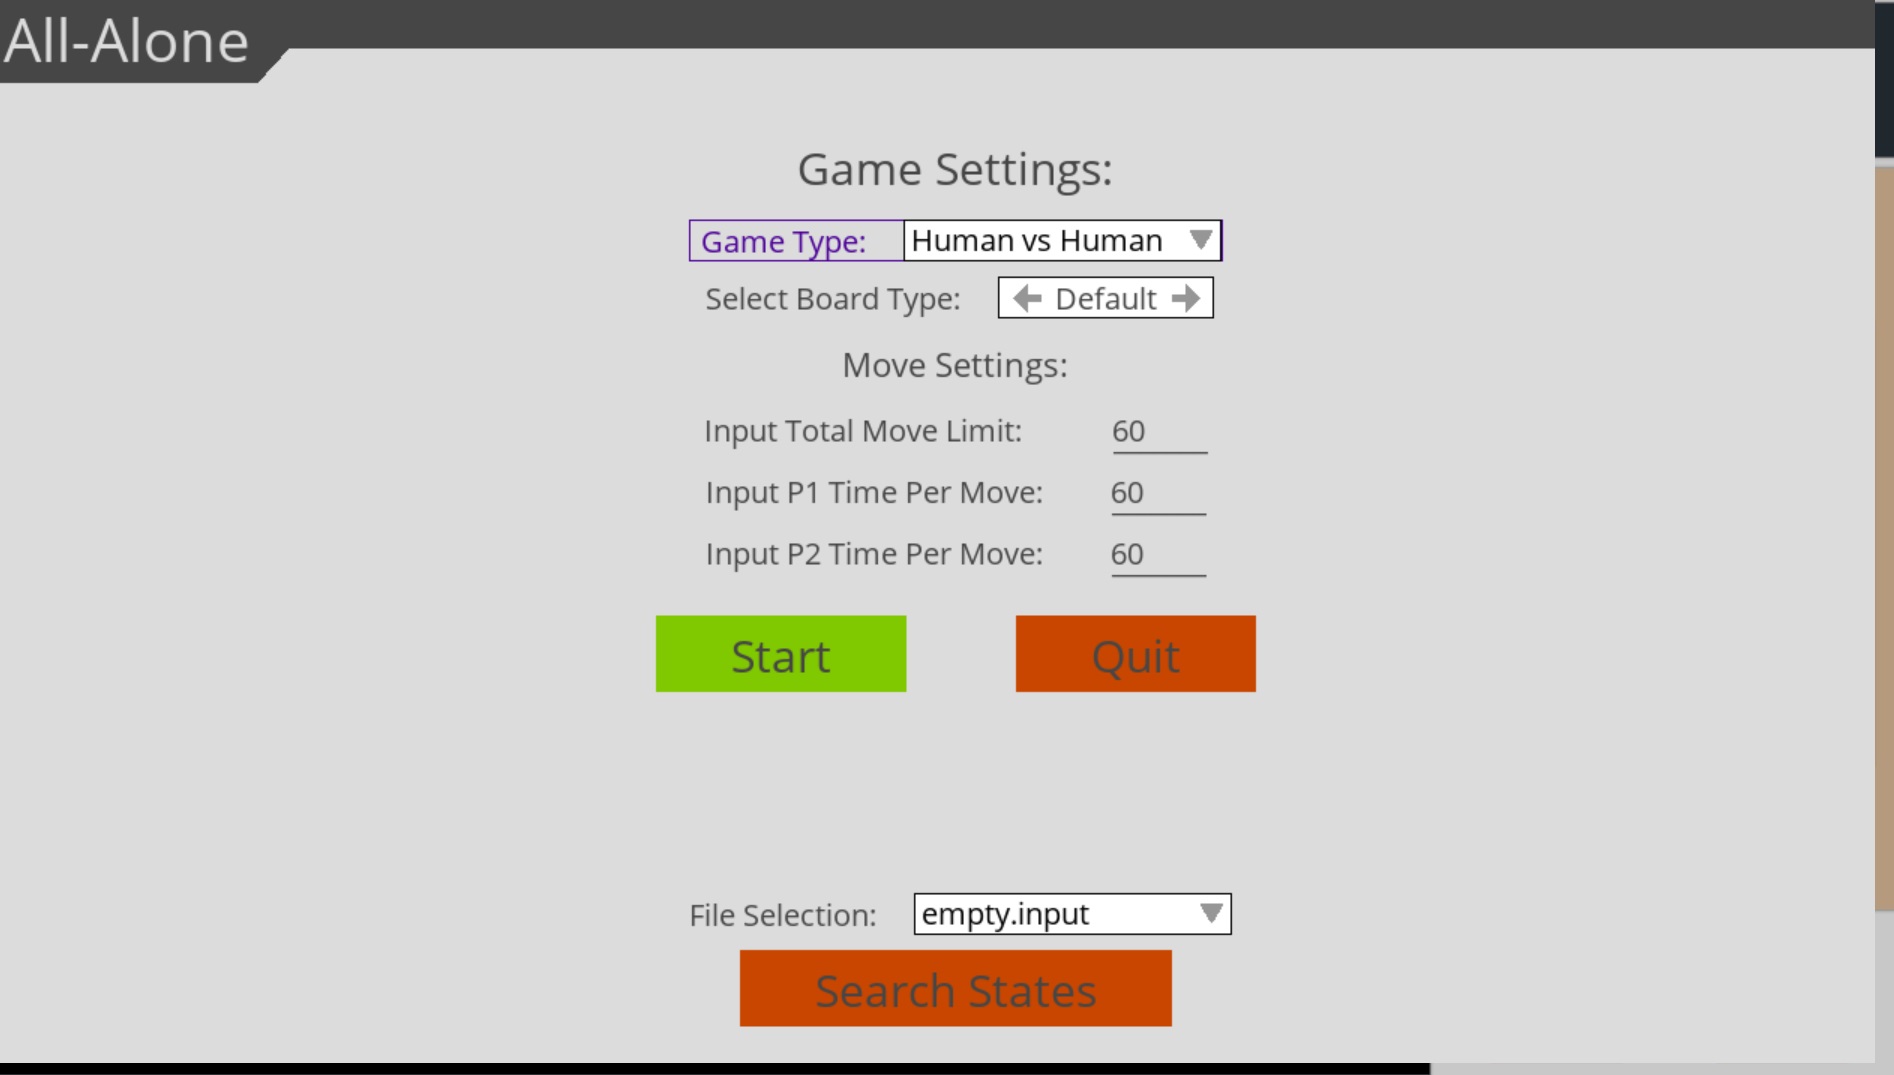 All-Alone
Game Settings:
Game Type: Human vs Human
Select Board Type: Default
Move Settings:
Input Total Move Limit: 60
Input P1 Time Per Move: 60
Input P2 Time Per Move: 60
Start Quit
File Selection: empty.input
Search States